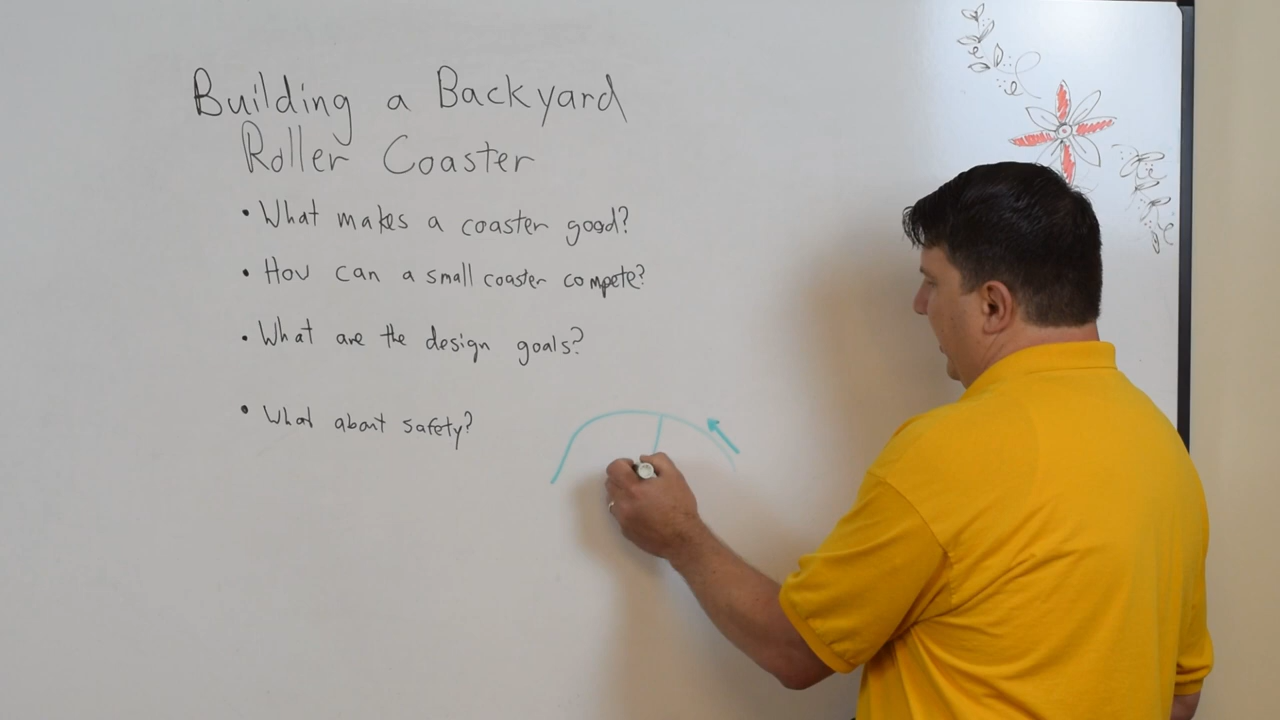 Building a Backyard
Roller Coaster
• What makes a coaster good?
• How can a small coaster compete?
• What are the design goals?
• What about safety?